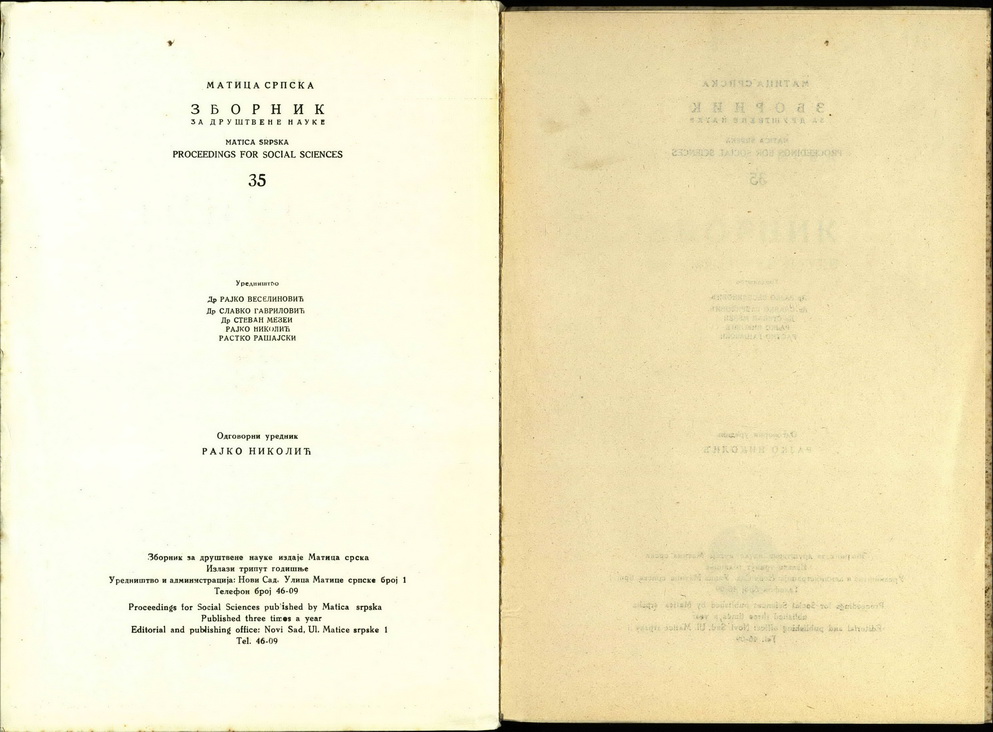 МАТИЦА СРПСКА
ЗБОРНИК
ЗА ДРУШТВЕНЕ НАУКЕ
MATICA SRPSKA
PROCEEDINGS FOR SOCIAL SCIENCES
35
Уредништво
Др РАЈКО ВЕСЕЛИНОВИЋ
Др СЛАВКО ГАВРИЛОВИЋ
Др СТЕВАН МЕЗЕИ
РАЈКО НИКОЛИЋ
РАСТКО РАШАЈСКИ
Одговорни уредник
РАЈКО НИКОЛИЋ
Зборник за друштвене науке издаје Матица срска
Излази трипут годишње
Уредништво и администрација: Нови Сад. Улица Матице српске број 1
Телефон број 46-09
Proceedings for Social Sciences pub'ished by Matica srpska
Published three times a year
Editorial and publishing office: Novi Sad, Ul. Matice srpske 1
Tel. 46-09